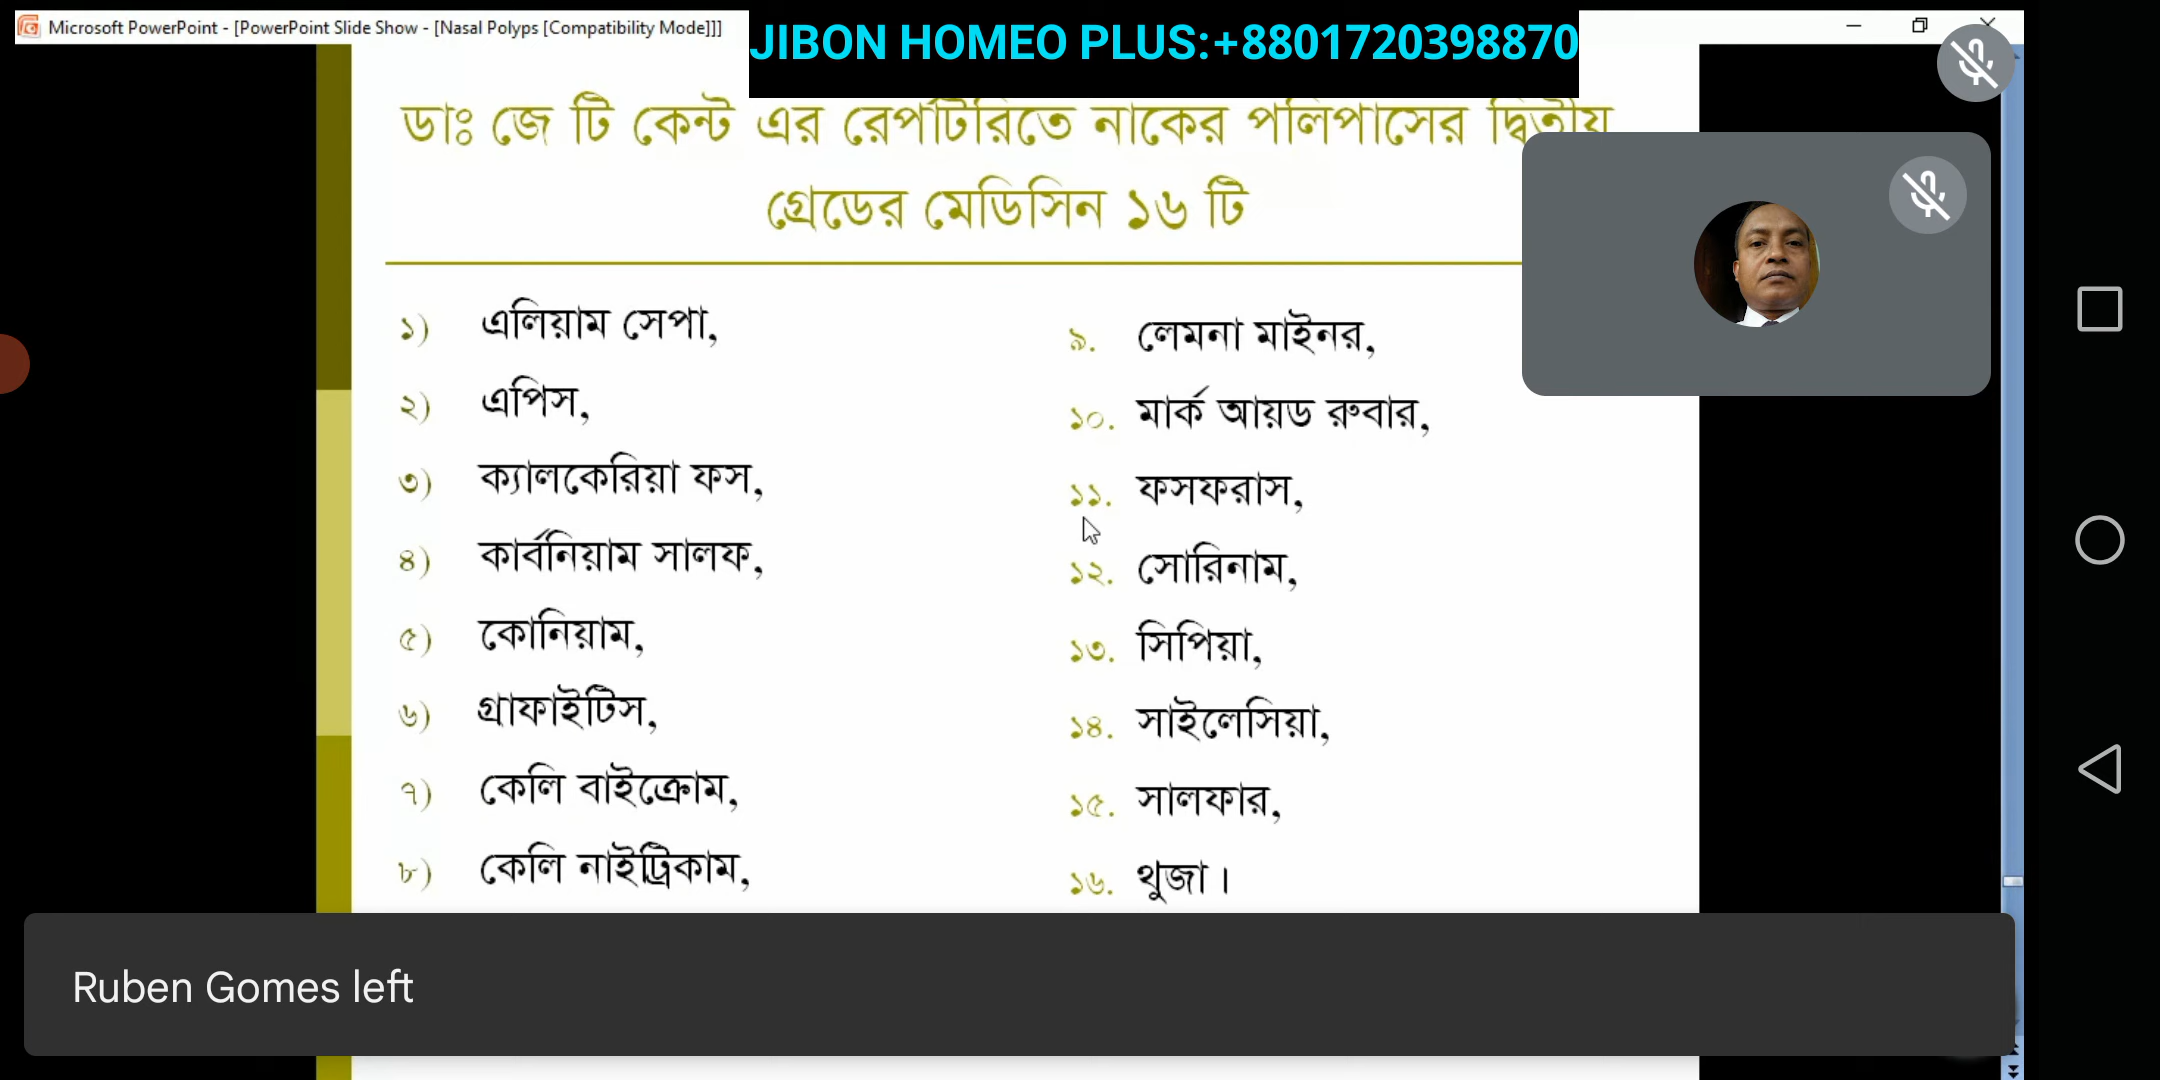 Microsoft PowerPoint - [PowerPoint Slide Show - [Nasal Polyps [Compatibility Mode]]]
JIBON HOMEO PLUS:+8801720398870
ডাঃ জে টি কেন্ট এর রেপার্টরিতে নাকের পলিপাসের দ্বিতীয়
গ্রেডের মেডিসিন ১৬ টি
১) এলিয়াম সেপা,
২) এপিস,
৩) ক্যালকেরিয়া ফস,
৪) কার্বনিয়াম সালফ,
৫) কোনিয়াম,
৬) গ্রাফাইটিস,
৭) কেলি বাইক্রোম,
৮) কেলি নাইট্রিকাম,
৯. লেমনা মাইনর,
১০. মার্ক আয়ড রুবার,
১১. ফসফরাস,
১২. সোরিনাম,
১৩. সিপিয়া,
১৪. সাইলেসিয়া,
১৫. সালফার,
১৬. থুজা।
Ruben Gomes left